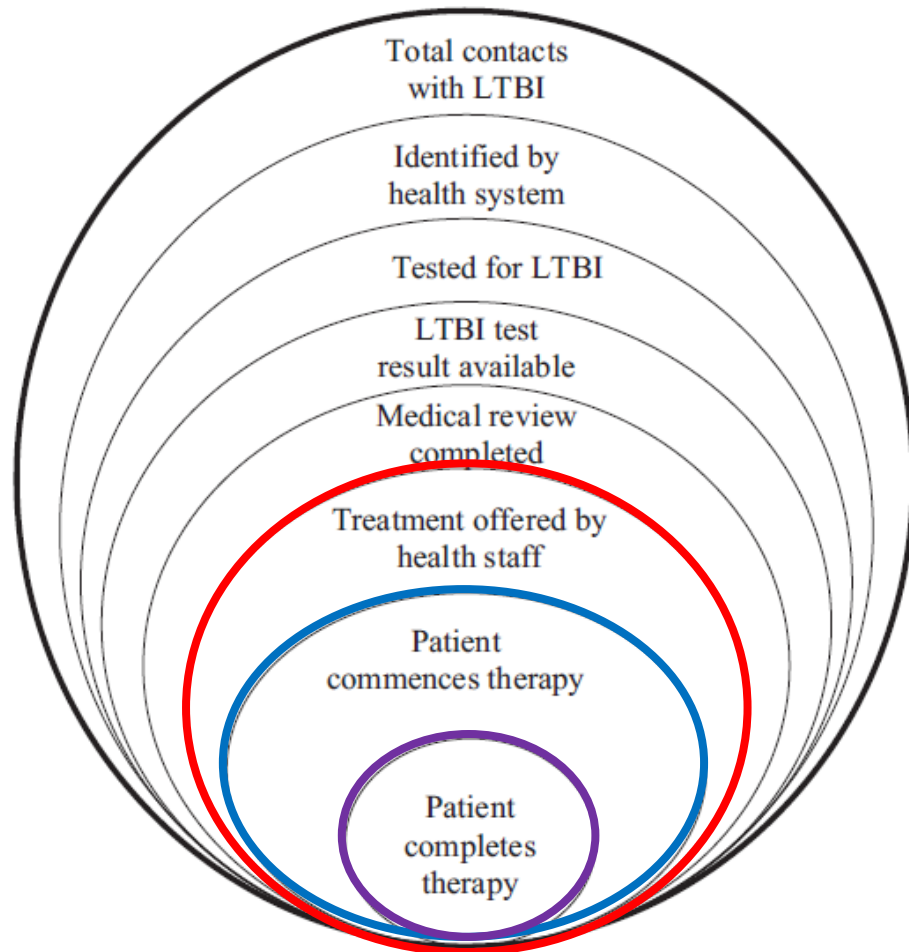 Total contacts
with LTBI
Identified by
health system
Tested for LTBI
LTBI test
result available
Medical review
completed
Treatment offered by
health staff
Patient
commences therapy
Patient
completes
therapy